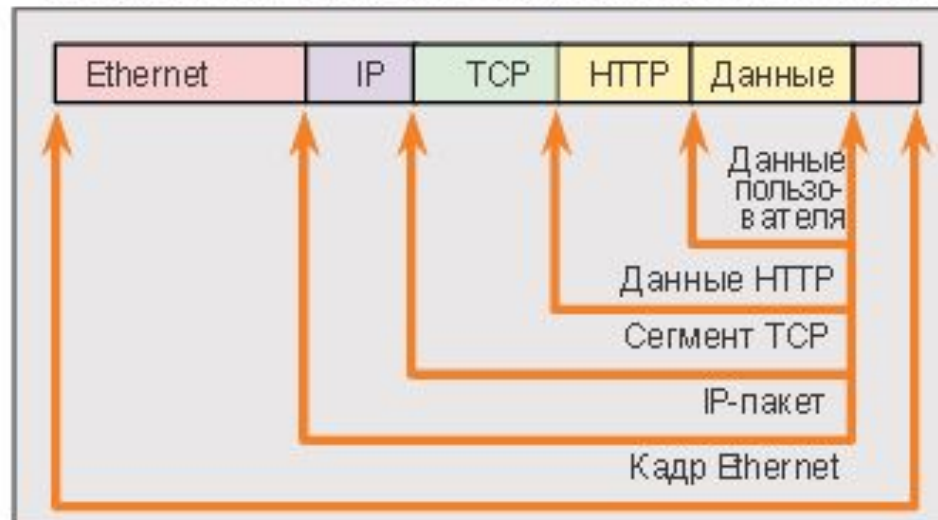 Ethernet IP TCP HTTP Данные
Данные
пользо-
вателя
Данные HTTP
Сегмент TCP
IP-пакет
Кадр Ethernet